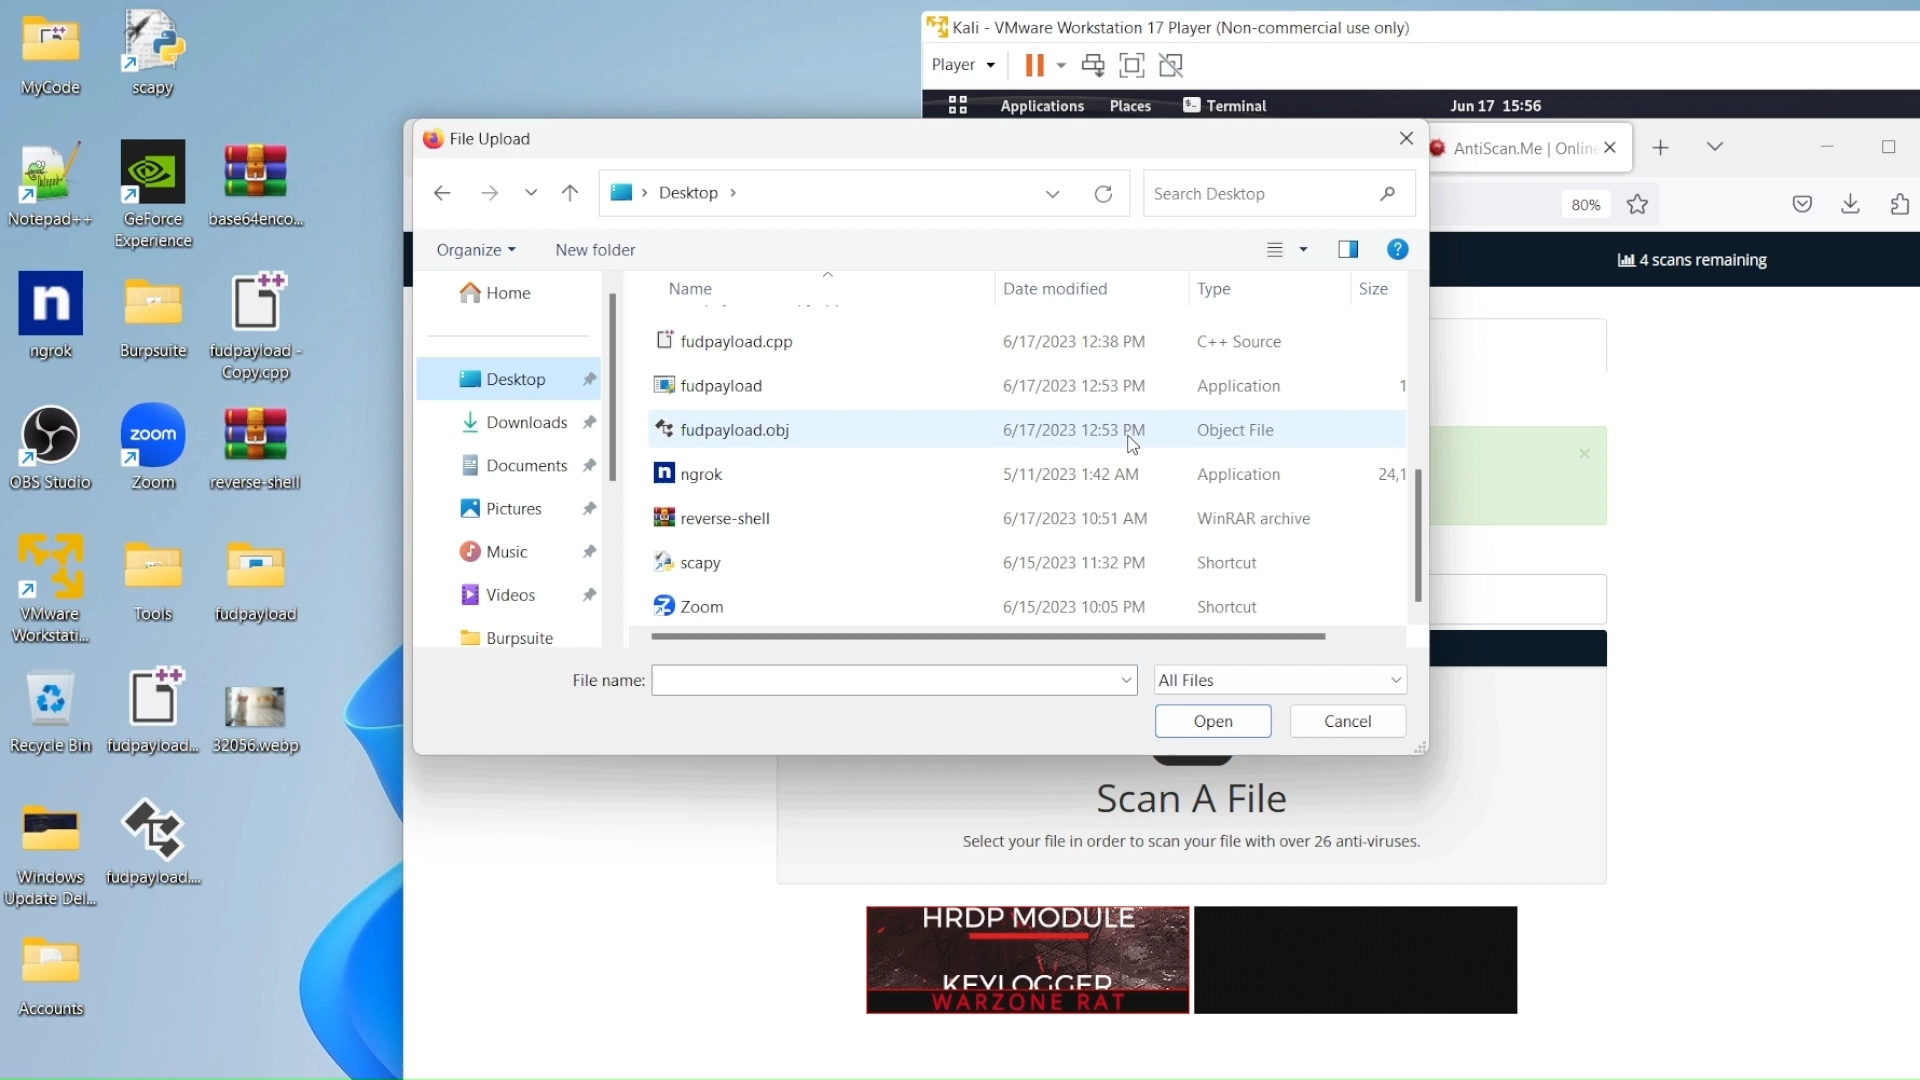 MyCode
scapy
Notepad++
GeForce
Experience
base64enco...
ngrok
Burpsuite
fudpayload -
Copy.cpp
OBS Studio
zoom
Zoom
reverse-shell
VMware
Workstati...
Tools
fudpayload
Recycle Bin
fudpayload...
32056.webp
Windows
Update Del...
fudpayload....
Accounts
Kali - VMware Workstation 17 Player (Non-commercial use only)
Player
Applications
Places
Terminal
Jun 17 15:56
AntiScan.Me | Online
80%
4 scans remaining
File Upload
Desktop
Search Desktop
Organize
New folder
Home
Desktop
Downloads
Documents
Pictures
Music
Videos
Burpsuite
Name Date modified Type Size
fudpayload.cpp 6/17/2023 12:38 PM C++ Source
fudpayload 6/17/2023 12:53 PM Application 1
fudpayload.obj 6/17/2023 12:53 PM Object File
ngrok 5/11/2023 1:42 AM Application 24,1
reverse-shell 6/17/2023 10:51 AM WinRAR archive
scapy 6/15/2023 11:32 PM Shortcut
Zoom 6/15/2023 10:05 PM Shortcut
File name:
All Files
Open
Cancel
Scan A File
Select your file in order to scan your file with over 26 anti-viruses.
HRDP MODULE
KEYLOGGER
WARZONE RAT